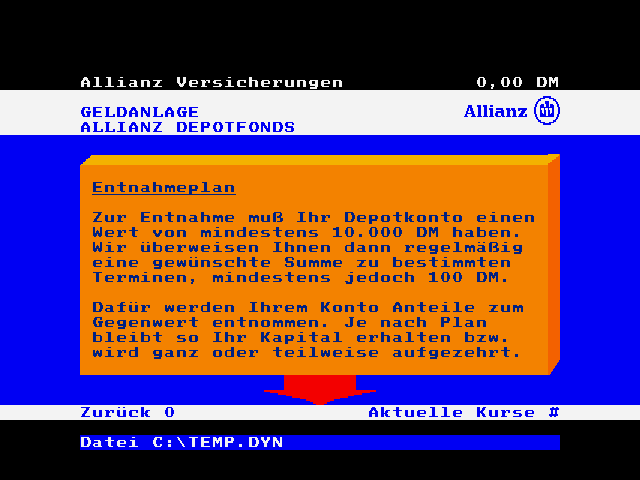 Allianz Versicherungen 0,00 DM
GELDANLAGE
ALLIANZ DEPOTFONDS
Allianz
Entnahmeplan
Zur Entnahme muß Ihr Depotkonto einen
Wert von mindestens 10.000 DM haben.
Wir überweisen Ihnen dann regelmäßig
eine gewünschte Summe zu bestimmten
Terminen, mindestens jedoch 100 DM.
Dafür werden Ihrem Konto Anteile zum
Gegenwert entnommen. Je nach Plan
bleibt so Ihr Kapital erhalten bzw.
wird ganz oder teilweise aufgezehrt.
Zurück 0 Aktuelle Kurse #
Datei C:\TEMP.DYN